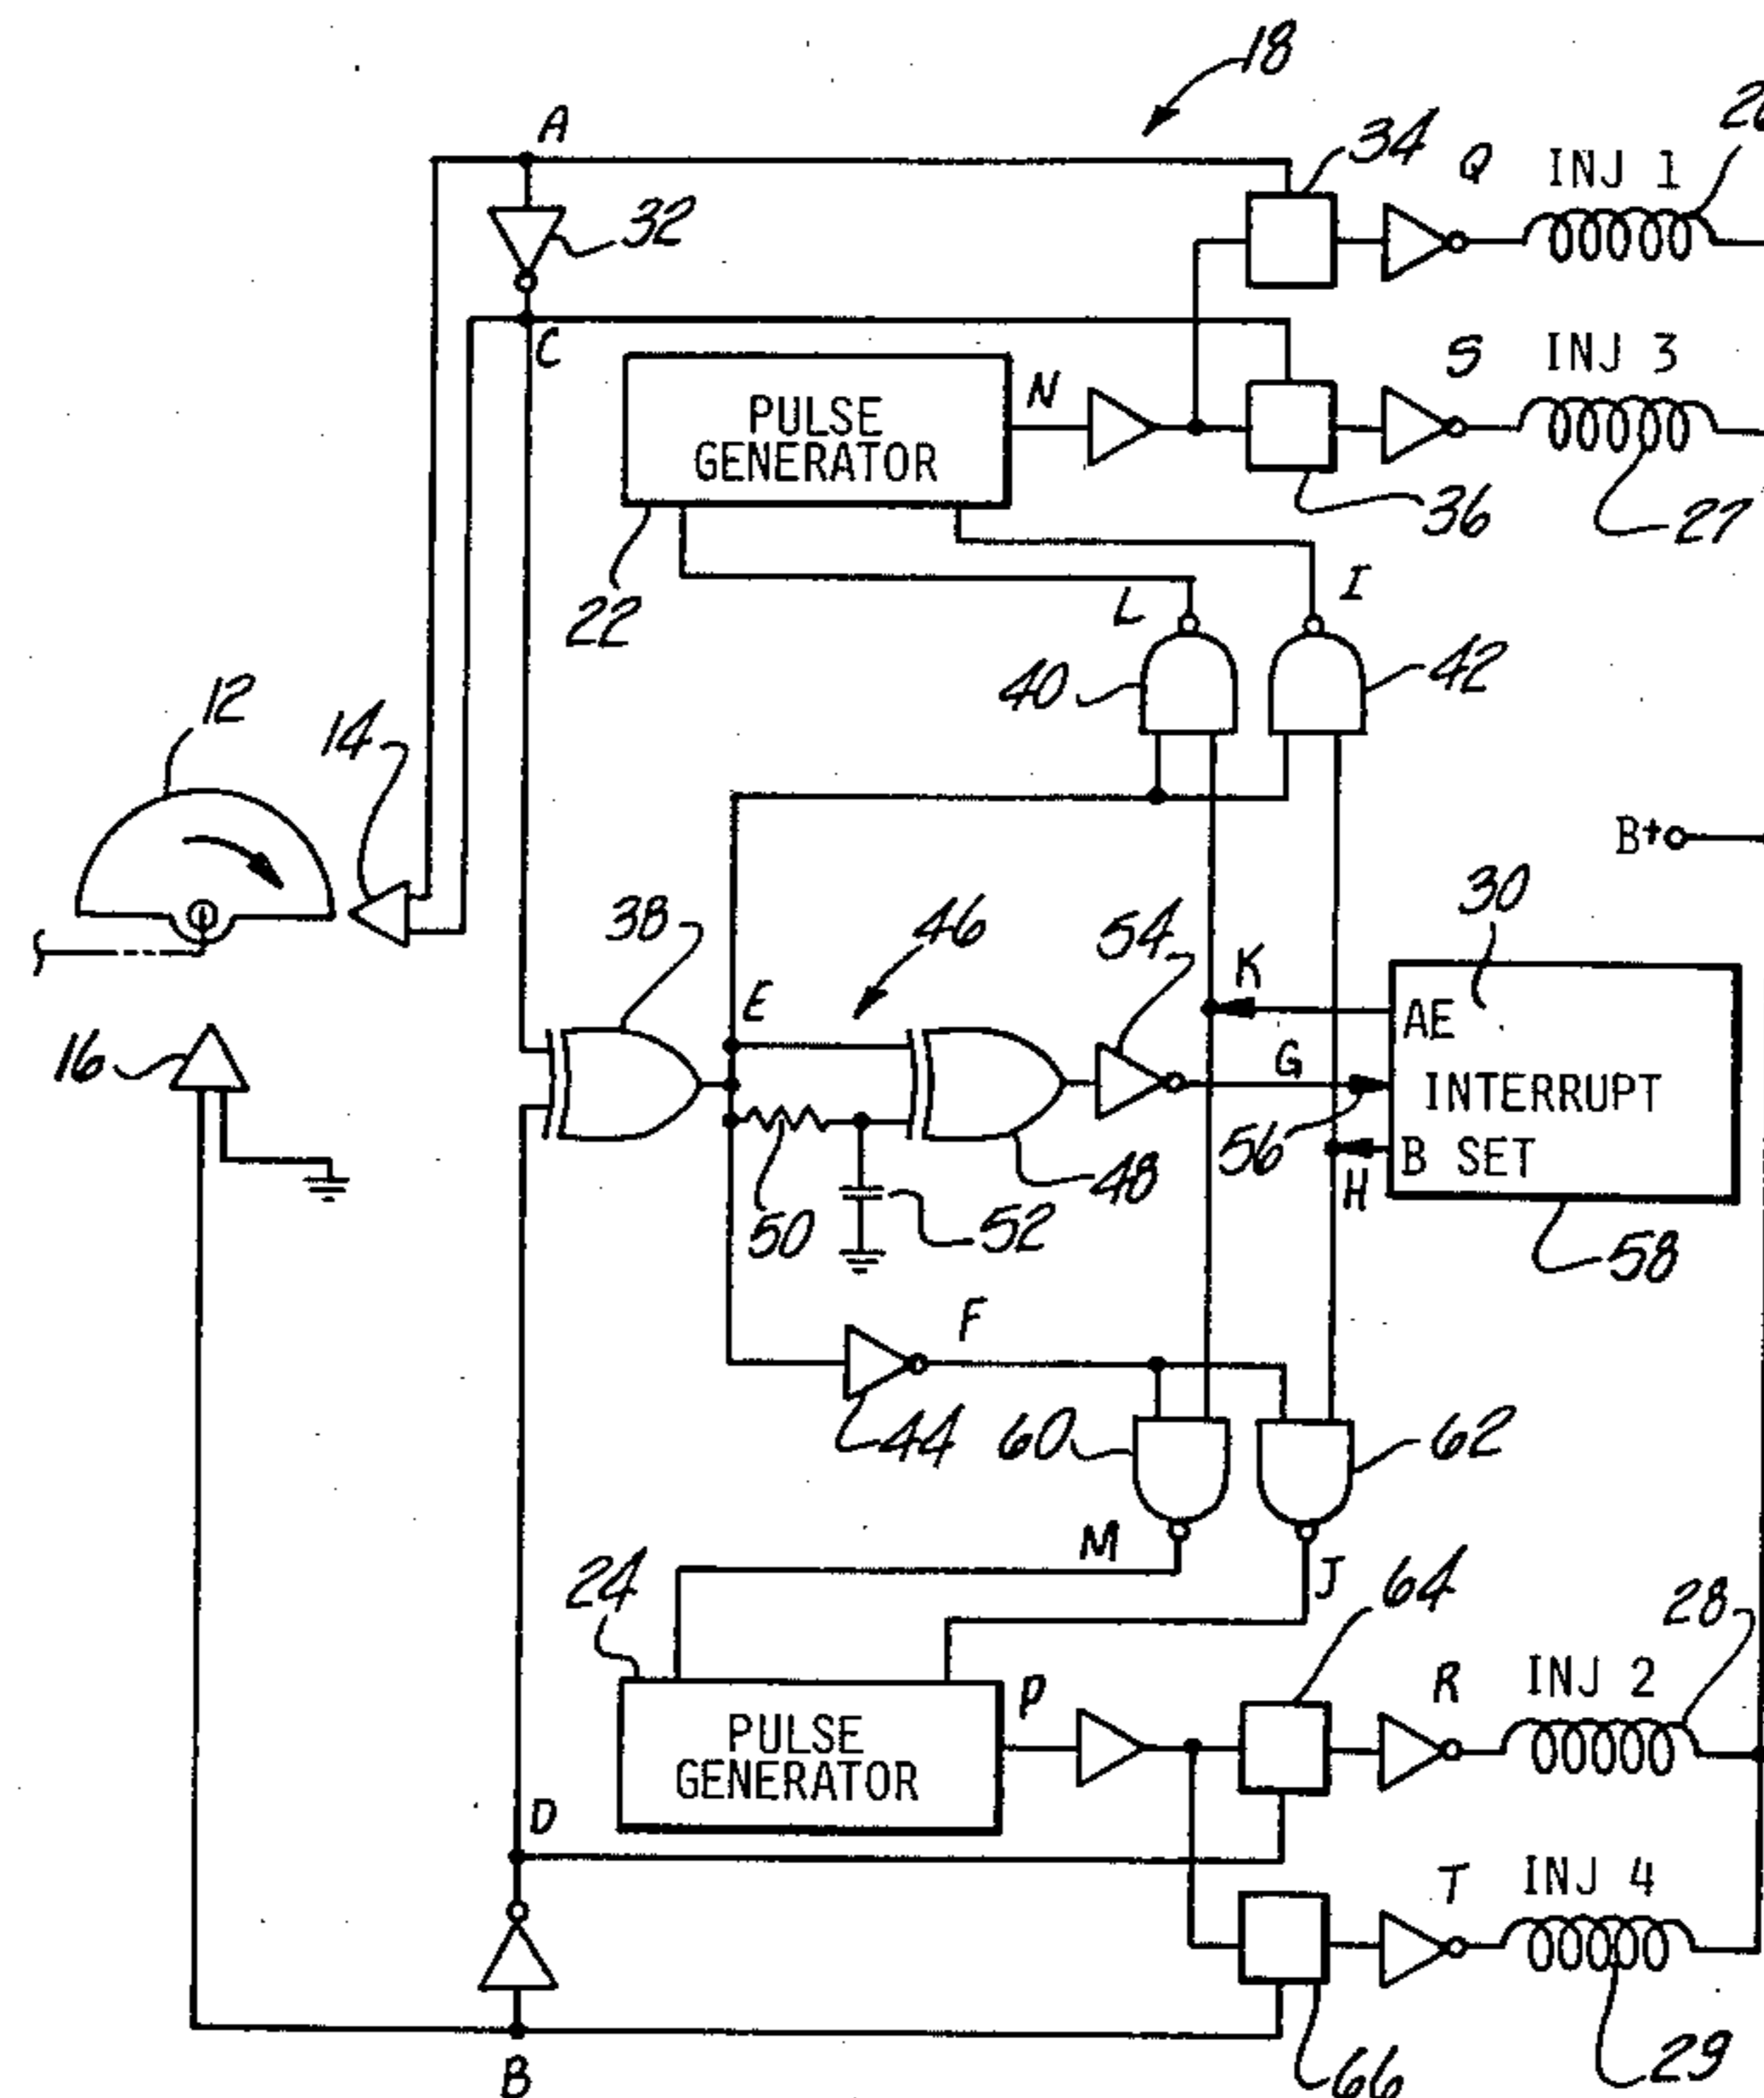 18
A
34
Q
INJ 1
32
C
S
INJ 3
PULSE
GENERATOR
N
36
27
22
L
I
40
42
12
14
B+
38
46
54
30
E
K
AE
16
G
INTERRUPT
56
B SET
H
50
52
48
58
F
44
60
62
M
J
24
64
28
P
R
INJ 2
PULSE
GENERATOR
D
T
INJ 4
B
66
29